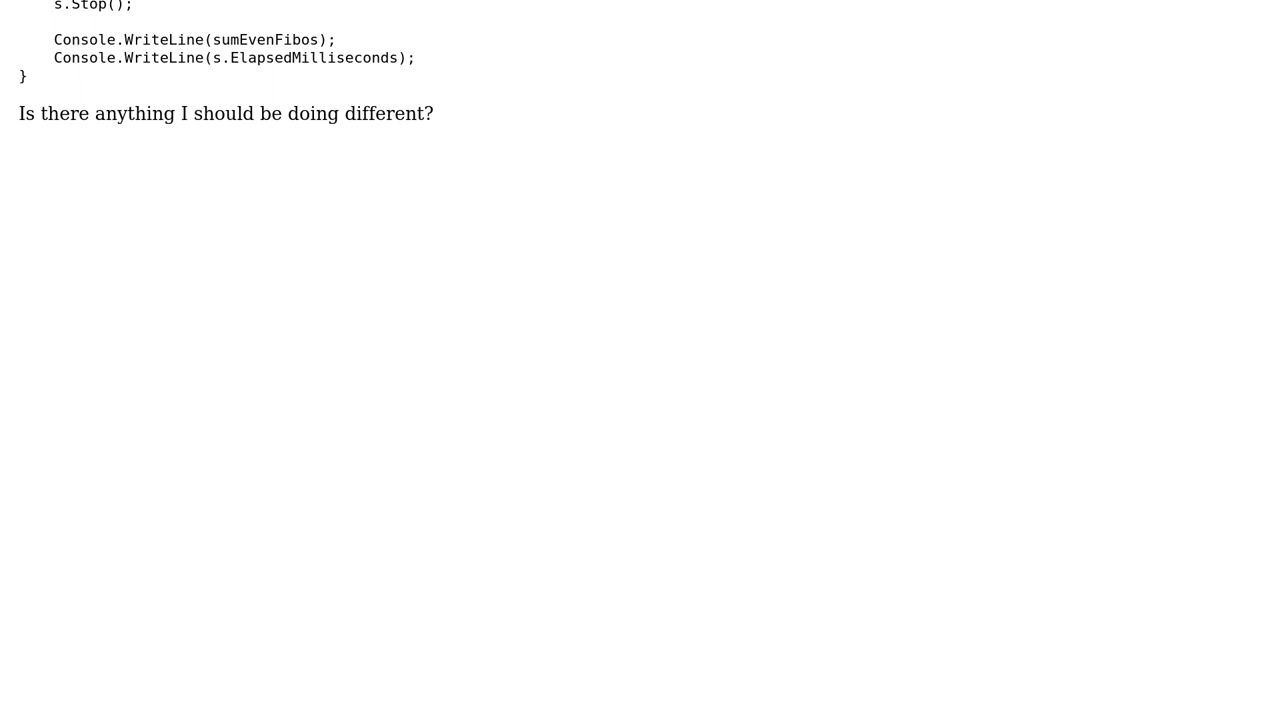 s.Stop();
Console.WriteLine(sumEvenFibos);
Console.WriteLine(s.ElapsedMilliseconds);
}
Is there anything I should be doing different?